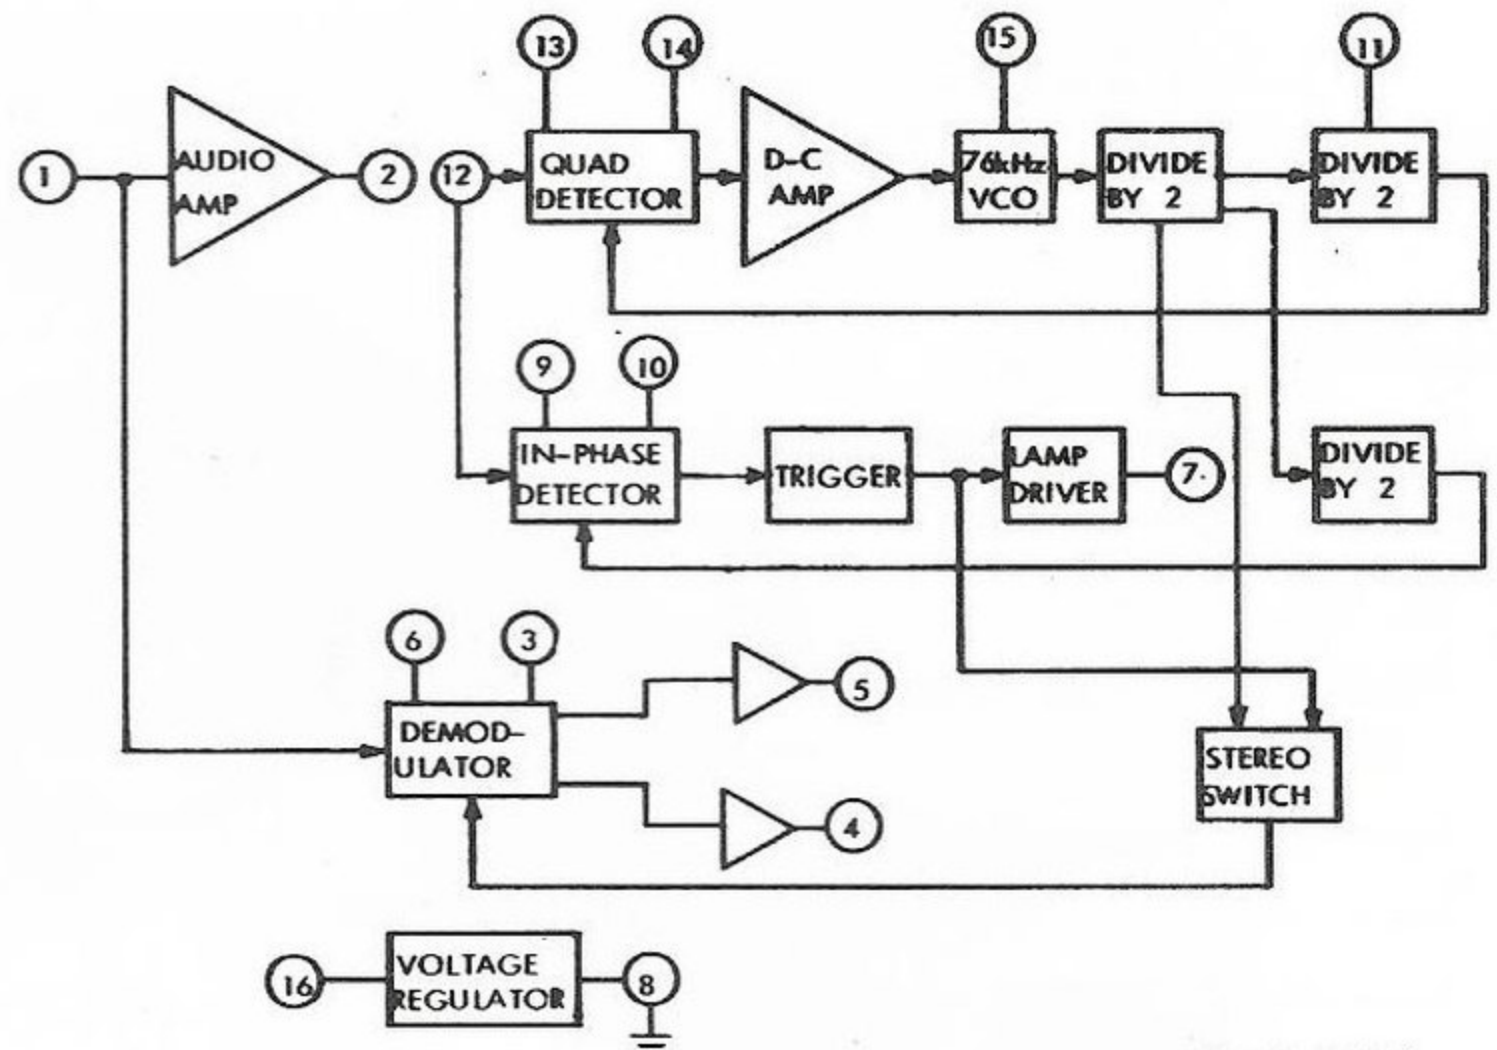 13
14
15
11
1
AUDIO
AMP
2
12
QUAD
DETECTOR
D-C
AMP
76kHz
VCO
DIVIDE
BY 2
DIVIDE
BY 2
9
10
IN-PHASE
DETECTOR
TRIGGER
LAMP
DRIVER
7
DIVIDE
BY 2
6
3
5
DEMOD-
ULATOR
4
STEREO
SWITCH
16
VOLTAGE
REGULATOR
8